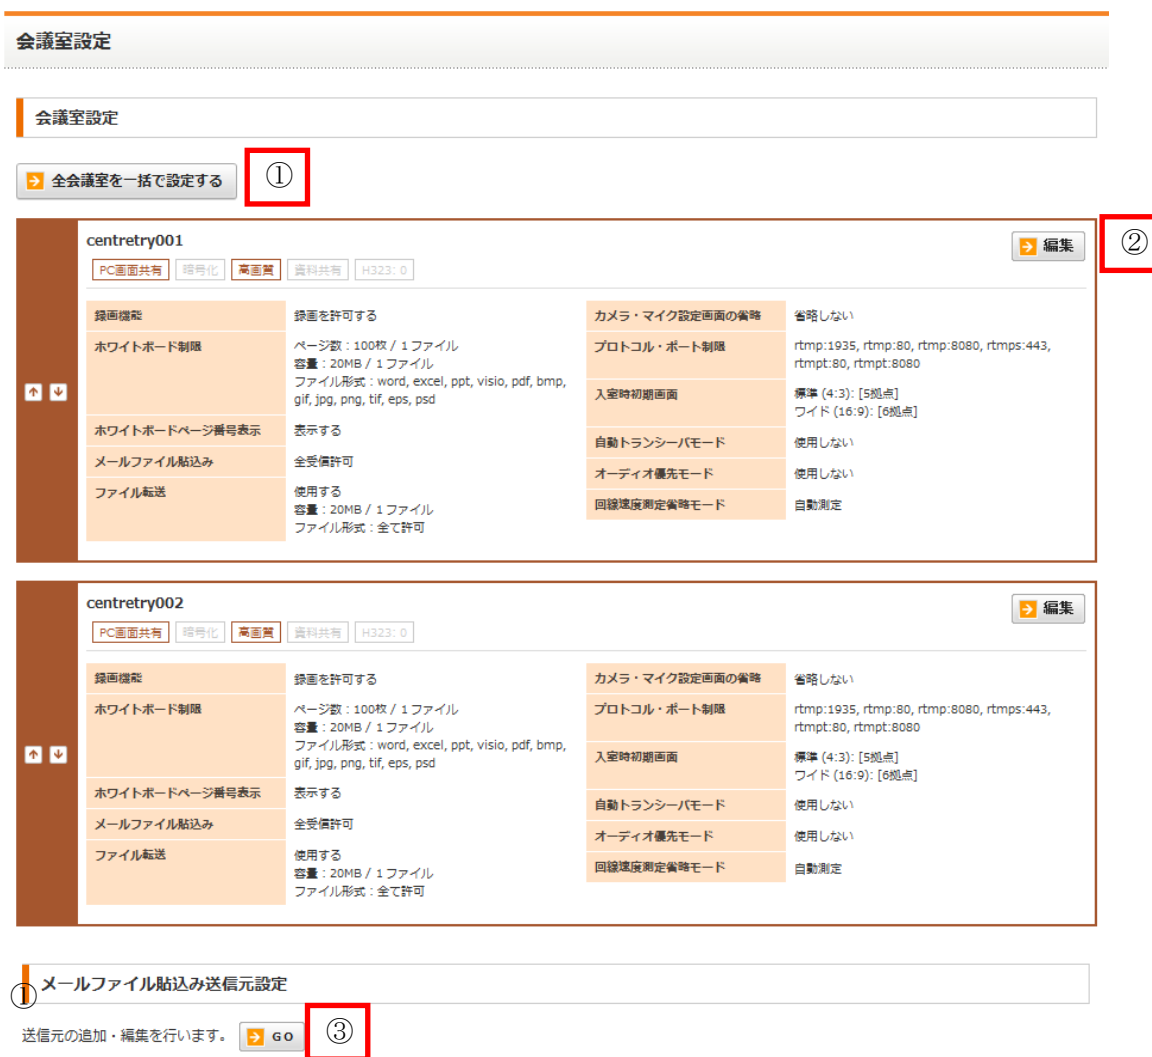 会議室設定
会議室設定
全会議室を一括で設定する
①
centretry001
編集
②
PC画面共有 暗号化 高画質 資料共有 H323: 0
録画機能 録画を許可する
ホワイトボード制限 ページ数：100枚 / 1 ファイル
容量：20MB / 1 ファイル
ファイル形式：word, excel, ppt, visio, pdf, bmp,
gif, jpg, png, tif, eps, psd
ホワイトボードページ番号表示 表示する
メールファイル貼込み 全受信許可
ファイル転送 使用する
容量：20MB / 1 ファイル
ファイル形式：全て許可
カメラ・マイク設定画面の省略 省略しない
プロトコル・ポート制限 rtmp:1935, rtmp:80, rtmp:8080, rtmps:443,
rtmpt:80, rtmpt:8080
入室時初期画面 標準 (4:3): [5拠点]
ワイド (16:9): [6拠点]
自動トランシーバモード 使用しない
オーディオ優先モード 使用しない
回線速度測定省略モード 自動測定
centretry002
編集
PC画面共有 暗号化 高画質 資料共有 H323: 0
録画機能 録画を許可する
ホワイトボード制限 ページ数：100枚 / 1 ファイル
容量：20MB / 1 ファイル
ファイル形式：word, excel, ppt, visio, pdf, bmp,
gif, jpg, png, tif, eps, psd
ホワイトボードページ番号表示 表示する
メールファイル貼込み 全受信許可
ファイル転送 使用する
容量：20MB / 1 ファイル
ファイル形式：全て許可
カメラ・マイク設定画面の省略 省略しない
プロトコル・ポート制限 rtmp:1935, rtmp:80, rtmp:8080, rtmps:443,
rtmpt:80, rtmpt:8080
入室時初期画面 標準 (4:3): [5拠点]
ワイド (16:9): [6拠点]
自動トランシーバモード 使用しない
オーディオ優先モード 使用しない
回線速度測定省略モード 自動測定
メールファイル貼込み送信元設定
①
送信元の追加・編集を行います。 GO
③